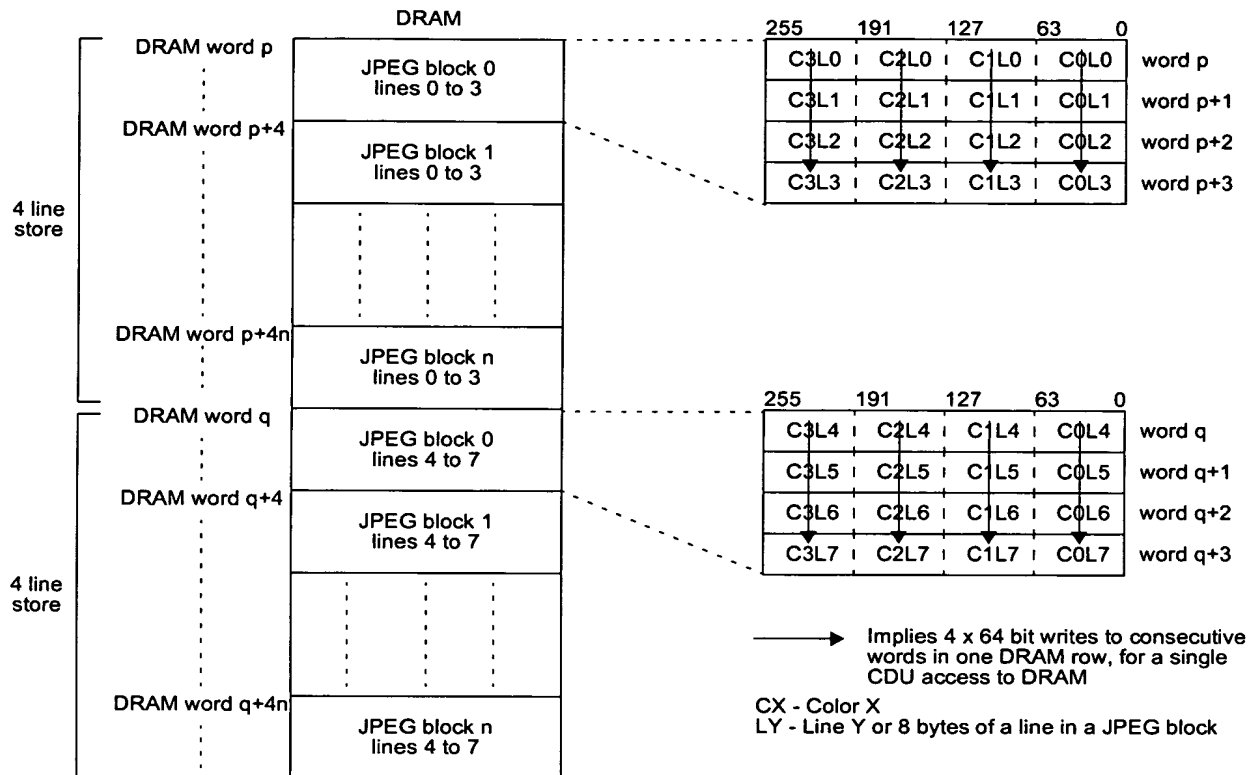 DRAM
DRAM word p
JPEG block 0
lines 0 to 3
DRAM word p+4
JPEG block 1
lines 0 to 3
4 line
store
DRAM word p+4n
JPEG block n
lines 0 to 3
DRAM word q
JPEG block 0
lines 4 to 7
DRAM word q+4
JPEG block 1
lines 4 to 7
4 line
store
DRAM word q+4n
JPEG block n
lines 4 to 7
255 191 127 63 0
C3L0 C2L0 C1L0 C0L0 word p
C3L1 C2L1 C1L1 C0L1 word p+1
C3L2 C2L2 C1L2 C0L2 word p+2
C3L3 C2L3 C1L3 C0L3 word p+3
255 191 127 63 0
C3L4 C2L4 C1L4 C0L4 word q
C3L5 C2L5 C1L5 C0L5 word q+1
C3L6 C2L6 C1L6 C0L6 word q+2
C3L7 C2L7 C1L7 C0L7 word q+3
Implies 4 x 64 bit writes to consecutive
words in one DRAM row, for a single
CDU access to DRAM
CX - Color X
LY - Line Y or 8 bytes of a line in a JPEG block